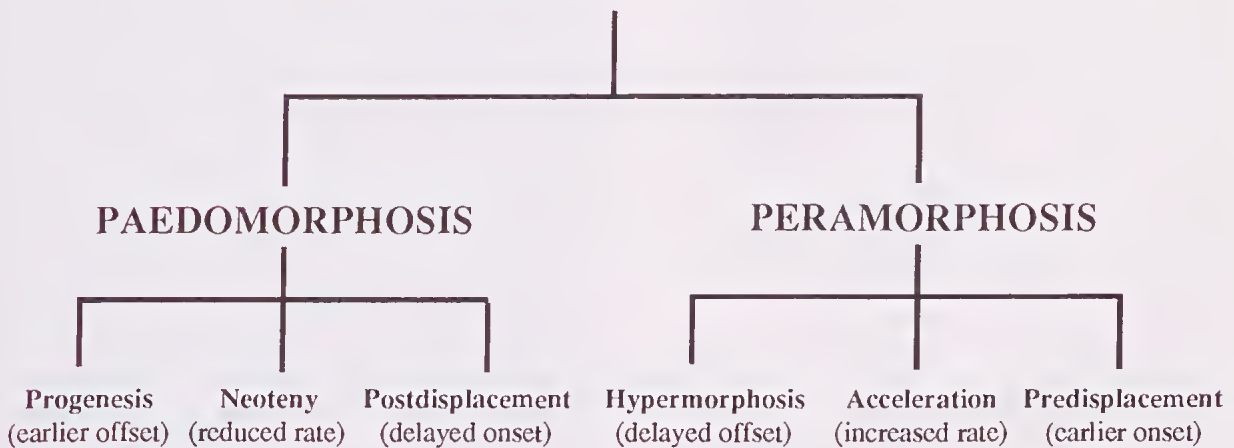 PAEDOMORPHOSIS PERAMORPHOSIS
Progenesis Neoteny Postdisplacement Hypermorphosis Acceleration Predisplacement
(earlier offset) (reduced rate) (delayed onset) (delayed offset) (increased rate) (earlier onset)